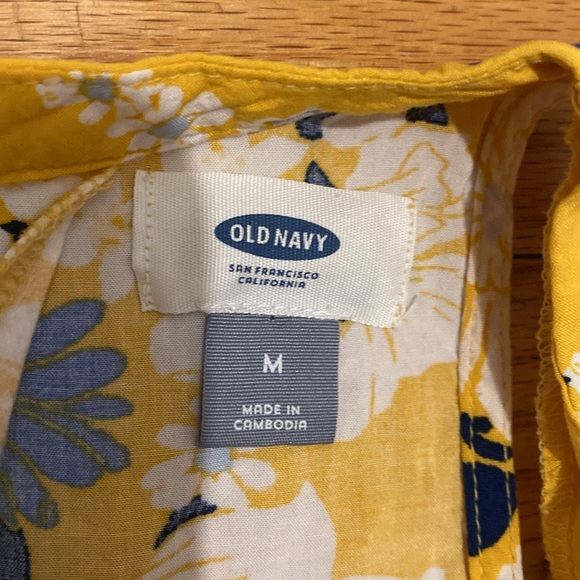 OLD NAVY
SAN FRANCISCO
CALIFORNIA
M
MADE IN
CAMBODIA